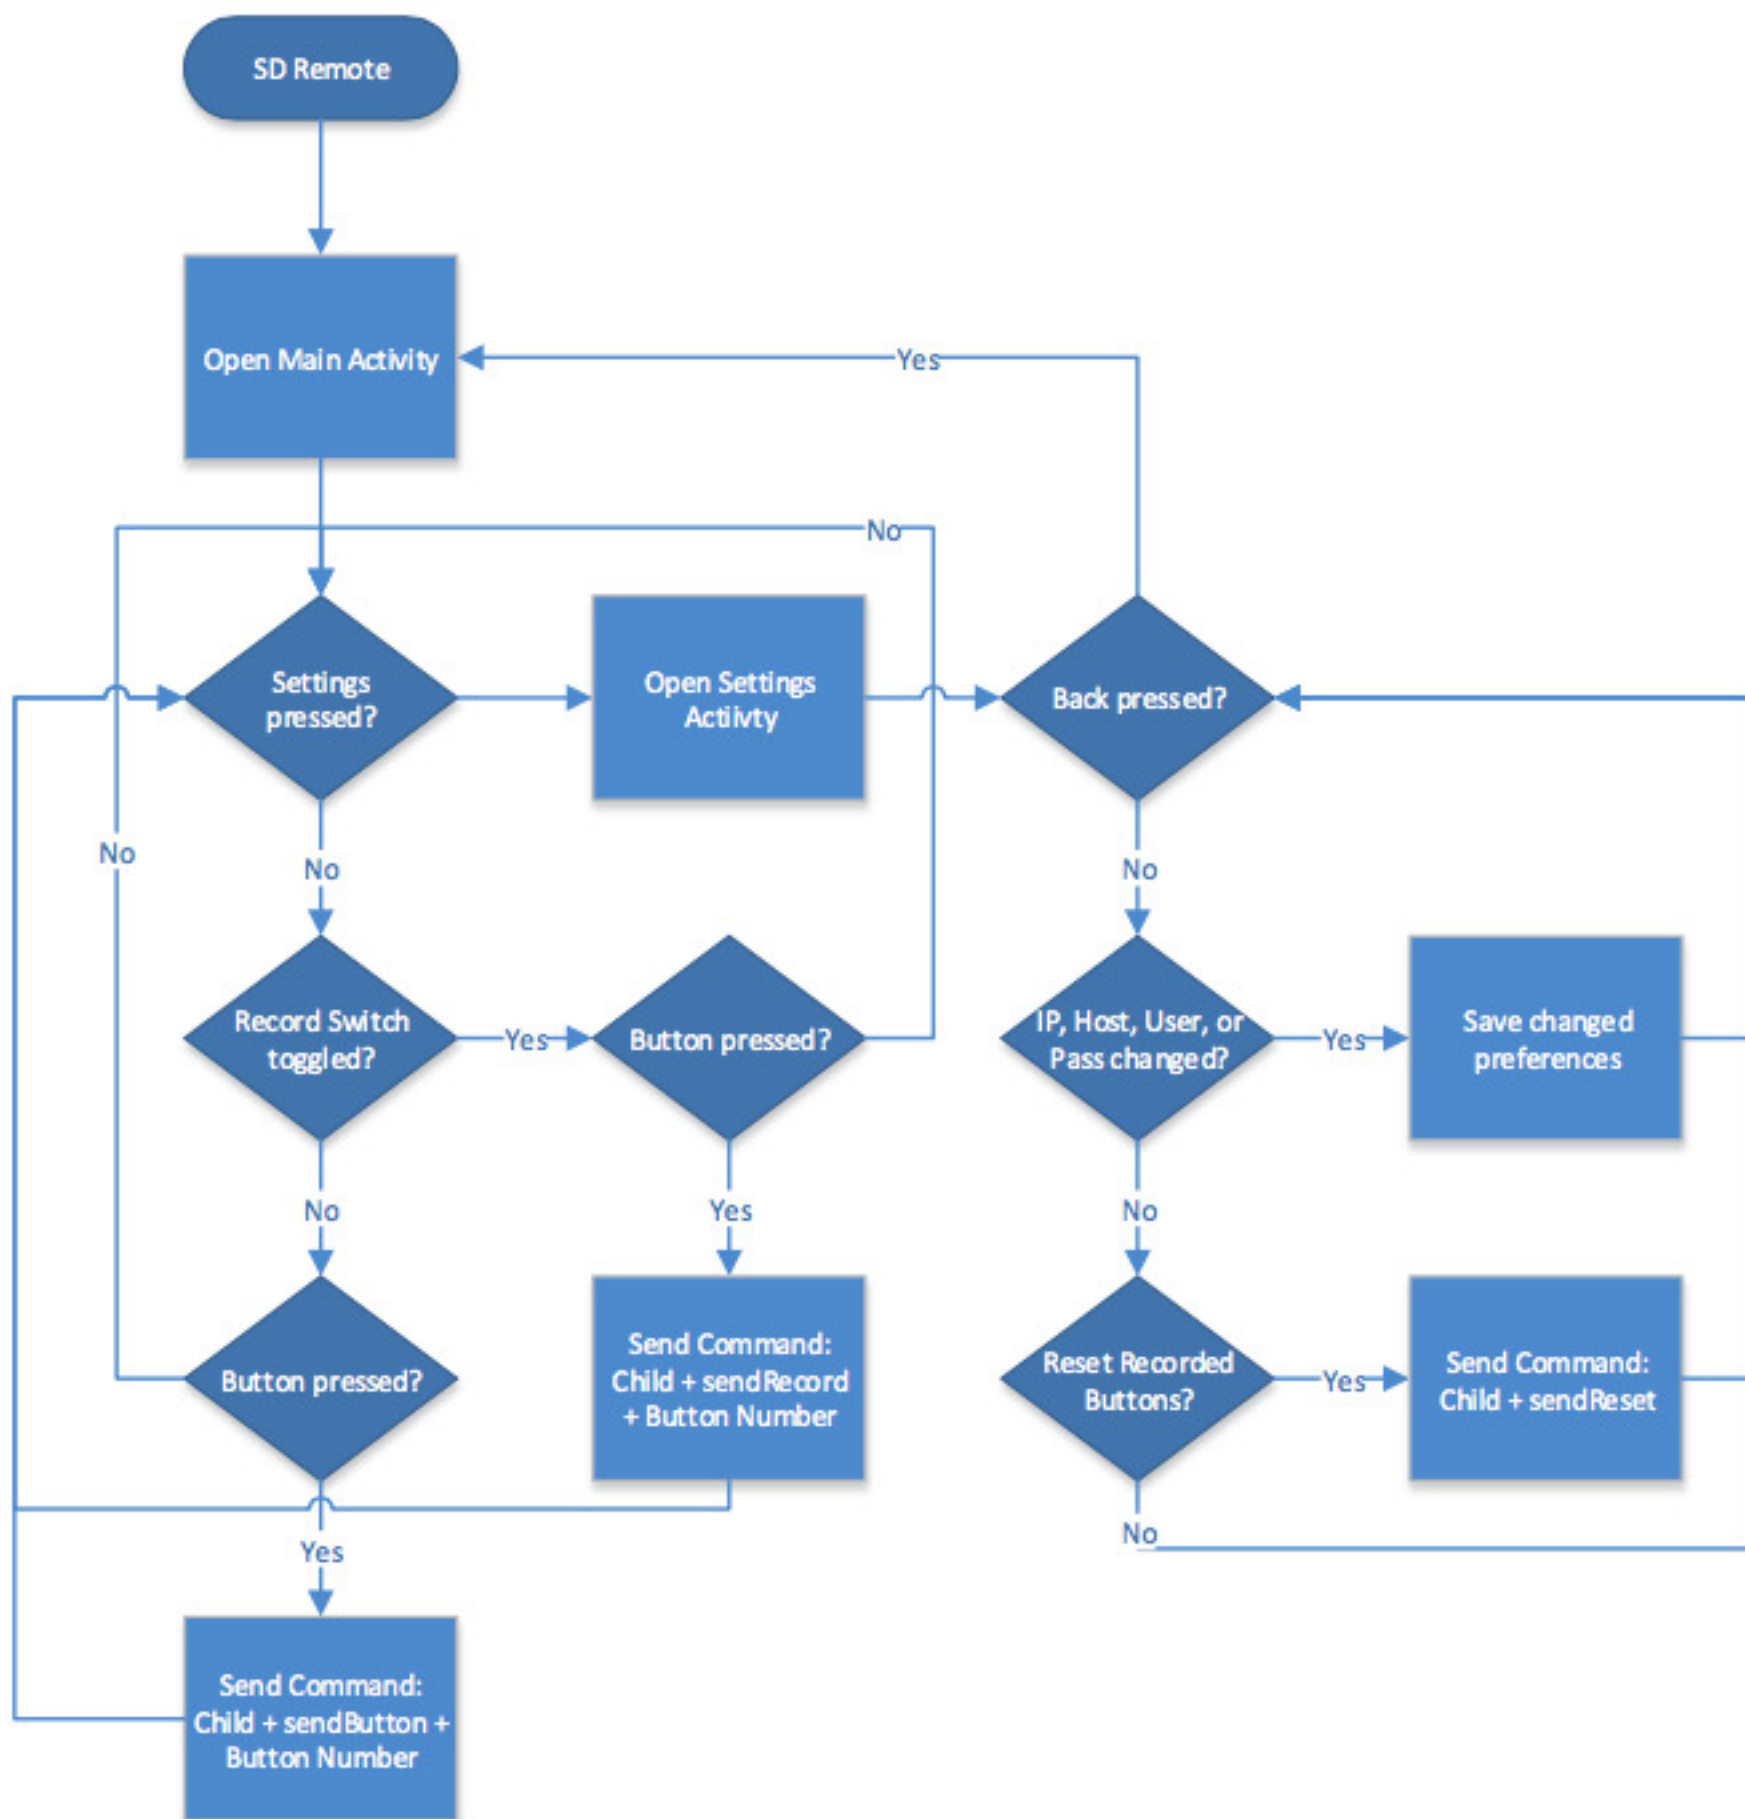 SD Remote
Open Main Activity
Yes
No
Settings
pressed?
Open Settings
Actiivty
Back pressed?
No
No
No
Record Switch
toggled?
Yes
Button pressed?
IP, Host, User, or
Pass changed?
Yes
Save changed
preferences
No
Yes
No
Button pressed?
Send Command:
Child + sendRecord
+ Button Number
Reset Recorded
Buttons?
Yes
Send Command:
Child + sendReset
Yes
No
Send Command:
Child + sendButton +
Button Number